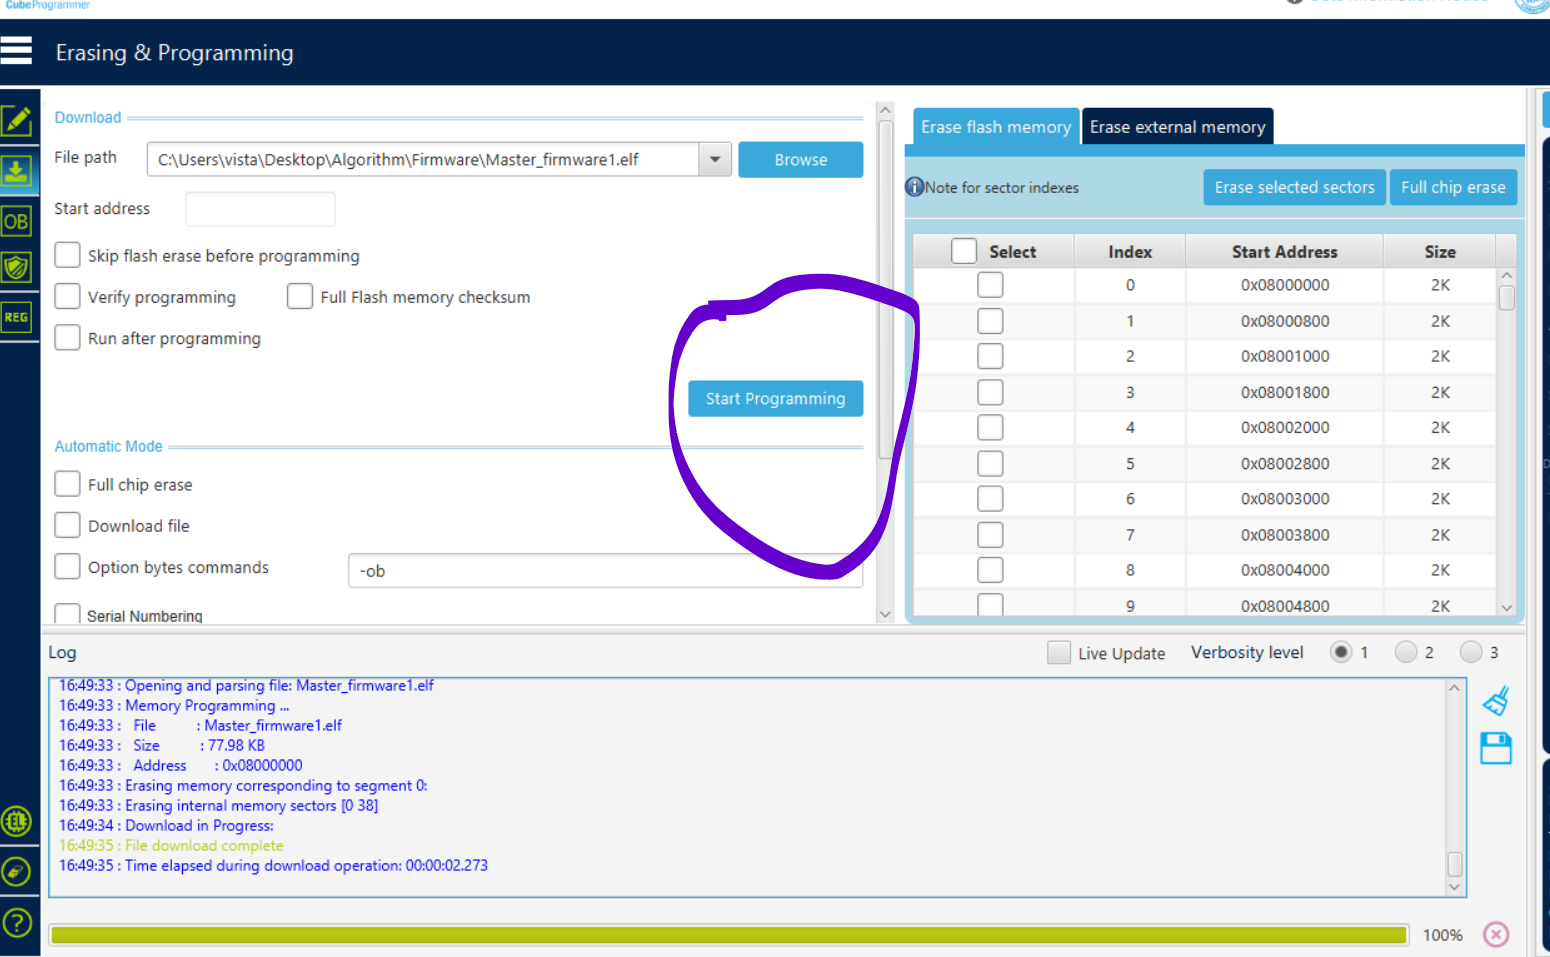 CubeProgrammer
Erasing & Programming
Download
File path
C:\Users\vista\Desktop\Algorithm\Firmware\Master_firmware1.elf
Browse
Start address
Skip flash erase before programming
Verify programming
Full Flash memory checksum
Run after programming
Start Programming
Automatic Mode
Full chip erase
Download file
Option bytes commands
-ob
Serial Numbering
OB
REG
Erase flash memory
Erase external memory
Note for sector indexes
Erase selected sectors
Full chip erase
Select Index Start Address Size
0 0x08000000 2K
1 0x08000800 2K
2 0x08001000 2K
3 0x08001800 2K
4 0x08002000 2K
5 0x08002800 2K
6 0x08003000 2K
7 0x08003800 2K
8 0x08004000 2K
9 0x08004800 2K
Log
Live Update
Verbosity level
1
2
3
16:49:33 : Opening and parsing file: Master_firmware1.elf
16:49:33 : Memory Programming ...
16:49:33 : File : Master_firmware1.elf
16:49:33 : Size : 77.98 KB
16:49:33 : Address : 0x08000000
16:49:33 : Erasing memory corresponding to segment 0:
16:49:33 : Erasing internal memory sectors [0 38]
16:49:34 : Download in Progress:
16:49:35 : File download complete
16:49:35 : Time elapsed during download operation: 00:00:02.273
100%